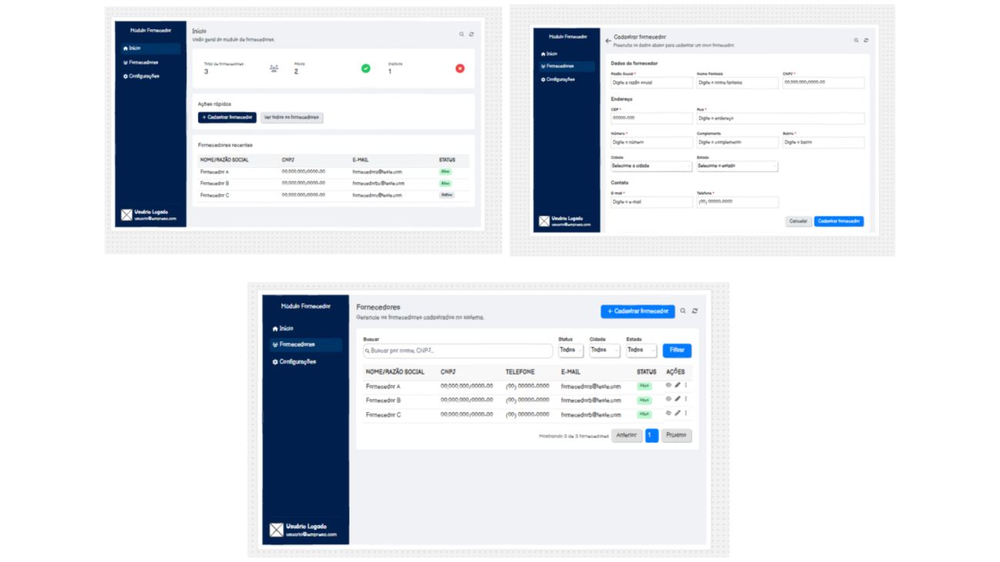 Módulo Fornecedor
Início
Fornecedores
Configurações
Usuário Logado
usuario@empresa.com
Início
Visão geral do módulo de fornecedores.
Total de fornecedores
3
Ativos
2
Inativos
1
Ações rápidas
+ Cadastrar fornecedor
Ver todos os fornecedores
Fornecedores recentes
NOME/RAZÃO SOCIAL CNPJ E-MAIL STATUS
Fornecedor A 00.000.000/0000-00 fornecedora@teste.com Ativo
Fornecedor B 00.000.000/0000-00 fornecedorb@teste.com Ativo
Fornecedor C 00.000.000/0000-00 fornecedorc@teste.com Inativo
Módulo Fornecedor
Início
Fornecedores
Configurações
Usuário Logado
usuario@empresa.com
Cadastrar fornecedor
Preencha os dados abaixo para cadastrar um novo fornecedor.
Dados do fornecedor
Razão Social * Nome Fantasia CNPJ *
Digite a razão social Digite o nome fantasia 00.000.000/0000-00
Endereço
CEP * Rua *
00000-000 Digite o endereço
Número * Complemento Bairro *
Digite o número Digite o complemento Digite o bairro
Cidade Estado
Selecione a cidade Selecione o estado
Contato
E-mail * Telefone *
Digite o e-mail (00) 00000-0000
Cancelar Cadastrar fornecedor
Módulo Fornecedor
Início
Fornecedores
Configurações
Usuário Logado
usuario@empresa.com
Fornecedores
Gerencie os fornecedores cadastrados no sistema.
+ Cadastrar fornecedor
Buscar Status Cidade Estado
Buscar por nome, CNPJ... Todos Todos Todos Filtrar
NOME/RAZÃO SOCIAL CNPJ TELEFONE E-MAIL STATUS AÇÕES
Fornecedor A 00.000.000/0000-00 (00) 00000-0000 fornecedora@teste.com Ativo
Fornecedor B 00.000.000/0000-00 (00) 00000-0000 fornecedorb@teste.com Ativo
Fornecedor C 00.000.000/0000-00 (00) 00000-0000 fornecedorb@teste.com Ativo
Mostrando 3 de 3 fornecedores Anterior 1 Próximo